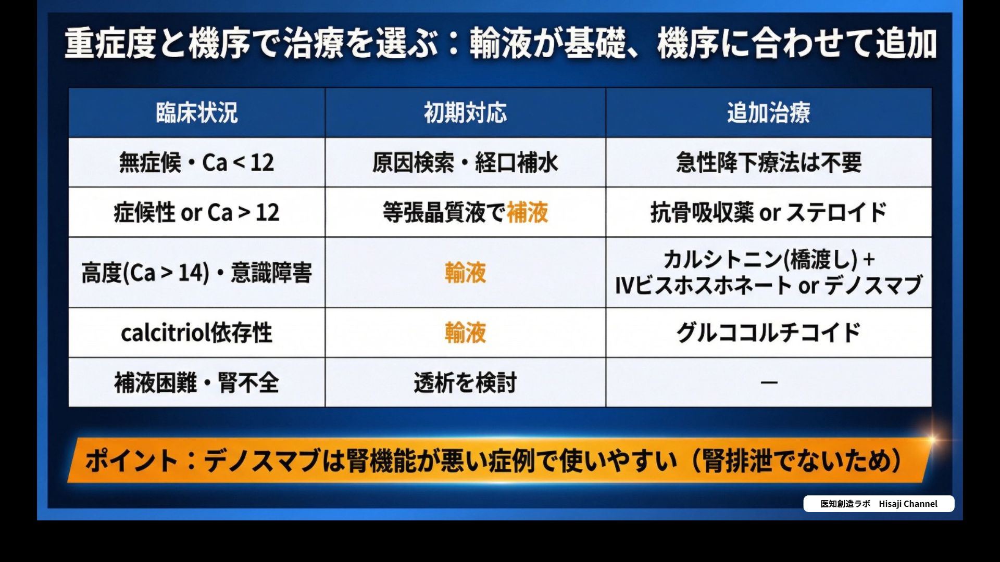 重症度と機序で治療を選ぶ：輸液が基礎、機序に合わせて追加
臨床状況 初期対応 追加治療
無症候・Ca < 12 原因検索・経口補水 急性降下療法は不要
症候性 or Ca > 12 等張晶質液で補液 抗骨吸収薬 or ステロイド
高度(Ca > 14)・意識障害 輸液 カルシトニン(橋渡し) +
IVビスホスホネート or デノスマブ
calcitriol依存性 輸液 グルココルチコイド
補液困難・腎不全 透析を検討 —
ポイント：デノスマブは腎機能が悪い症例で使いやすい（腎排泄でないため）
医知創造ラボ Hisaji Channel